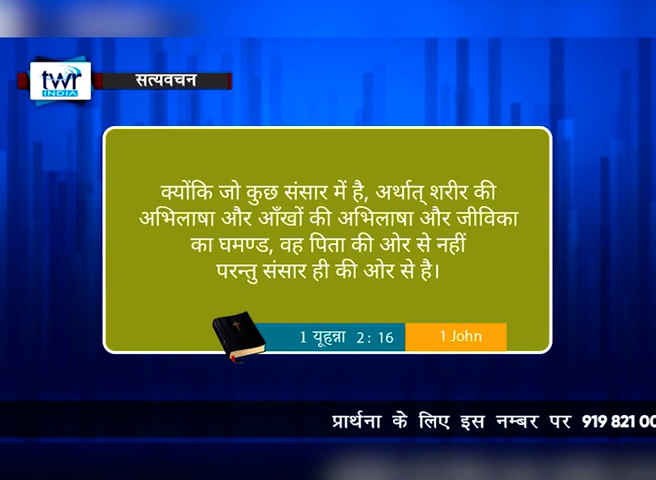 twr
INDIA
सत्यवचन
क्योंकि जो कुछ संसार में है, अर्थात् शरीर की
अभिलाषा और आँखों की अभिलाषा और जीविका
का घमण्ड, वह पिता की ओर से नहीं
परन्तु संसार ही की ओर से है।
1 यूहन्ना 2: 16 1 John
प्रार्थना के लिए इस नम्बर पर 919 821 00